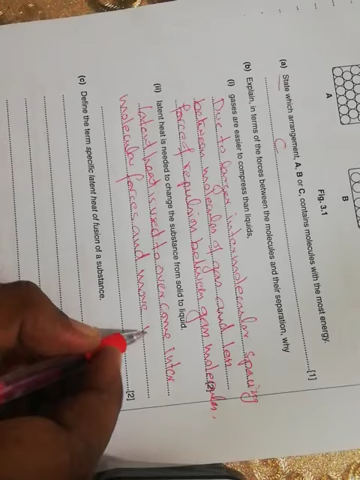 A
B
Fig. 3.1
(a) State which arrangement, A, B or C, contains molecules with the most energy.
C [1]
(b) Explain, in terms of the forces between the molecules and their separation, why
(i) gases are easier to compress than liquids,
Due to larger intermolecular spacing
between molecules of gas and less
force of repulsion between gas molecules. [2]
(ii) latent heat is needed to change the substance from solid to liquid.
Latent heat is used to over come inter
molecular forces and move
[2]
(c) Define the term specific latent heat of fusion of a substance.